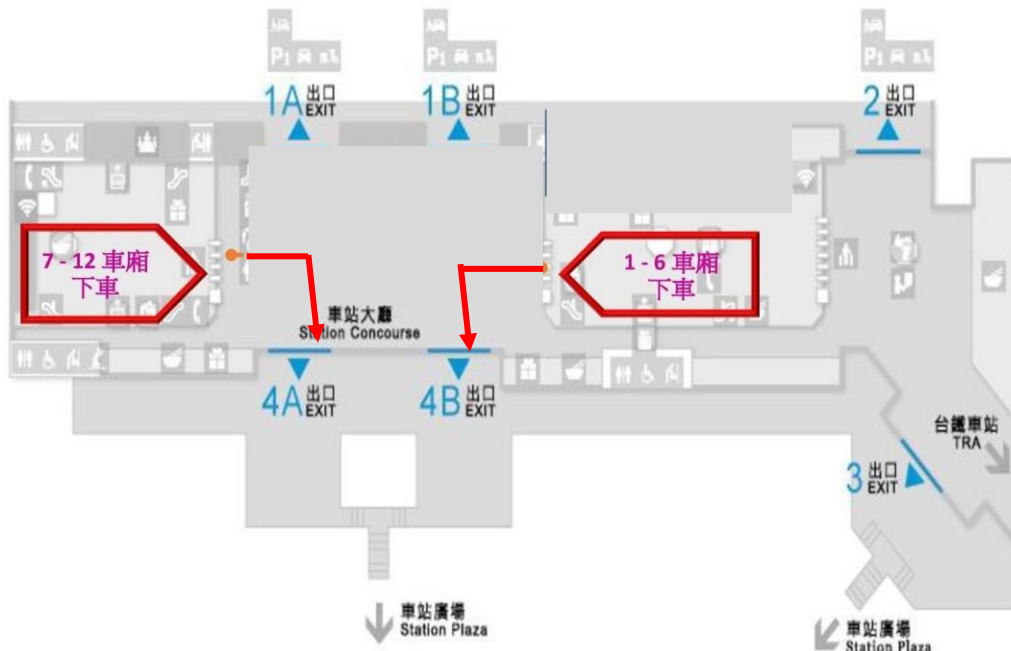 P1
P1
P1
1A 出口
EXIT
1B 出口
EXIT
2 出口
EXIT
7 - 12 車廂
下車
1 - 6 車廂
下車
車站大廳
Station Concourse
4A 出口
EXIT
4B 出口
EXIT
台鐵車站
TRA
3 出口
EXIT
車站廣場
Station Plaza
車站廣場
Station Plaza